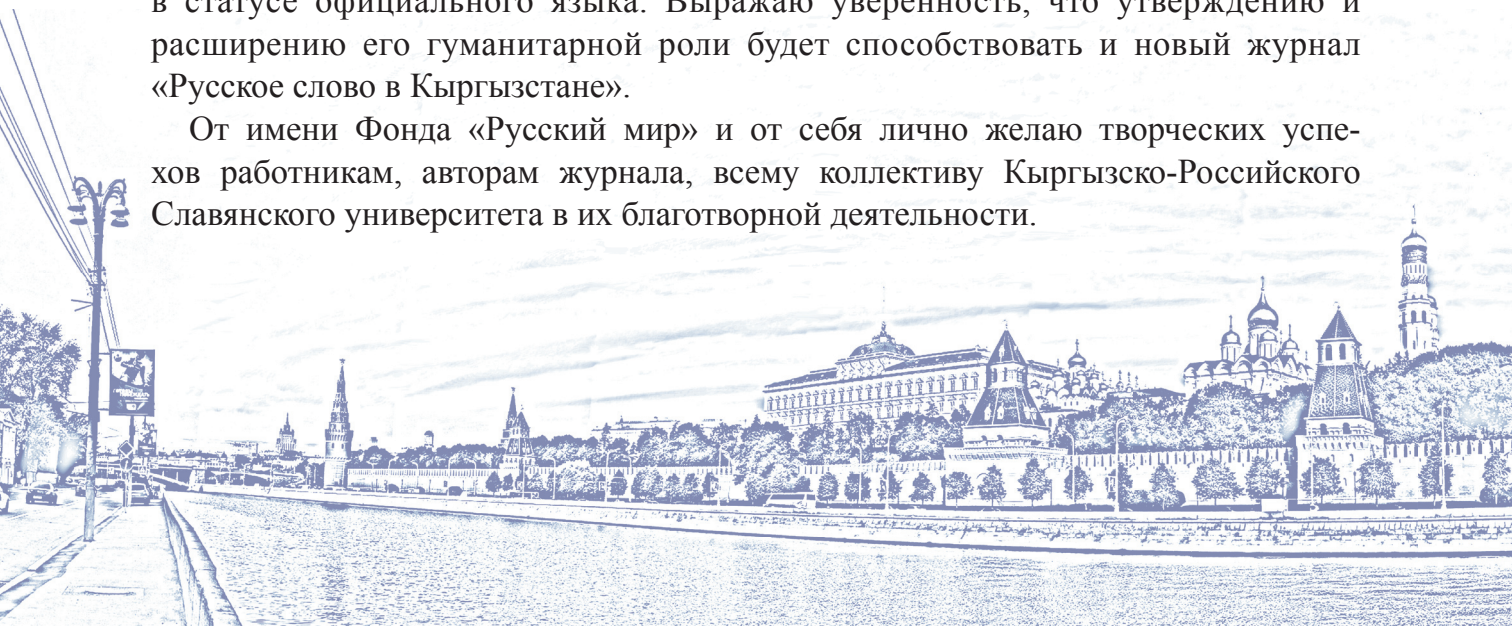 в статусе официального языка. Выражаю уверенность, что утверждению и
расширению его гуманитарной роли будет способствовать и новый журнал
«Русское слово в Кыргызстане».
От имени Фонда «Русский мир» и от себя лично желаю творческих успе-
хов работникам, авторам журнала, всему коллективу Кыргызско-Российского
Славянского университета в их благотворной деятельности.